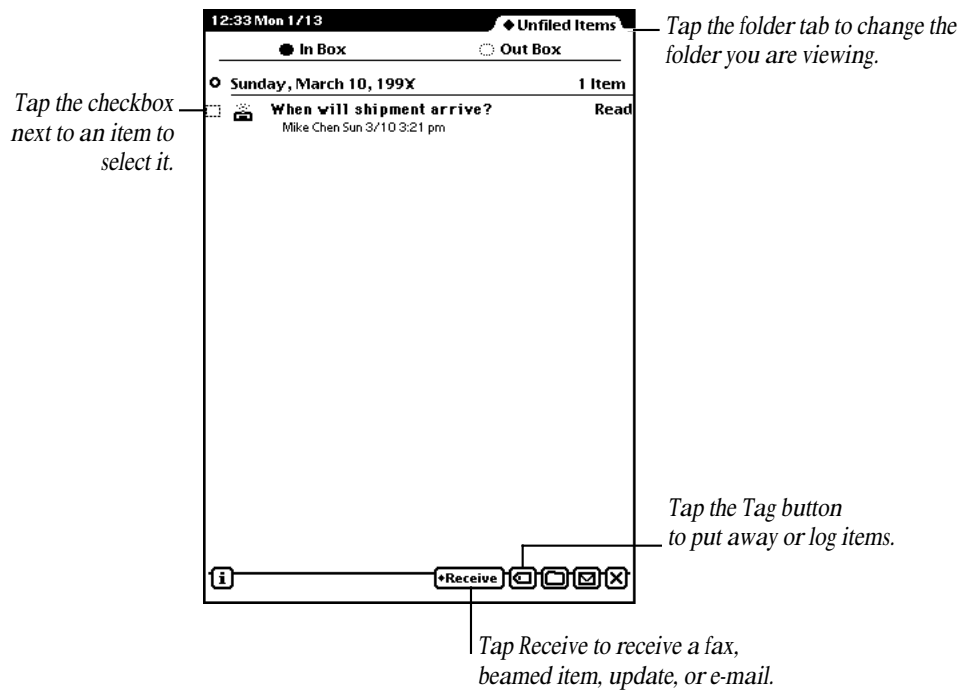 12:33 Mon 1/13
◆Unfiled Items
Tap the folder tab to change the
folder you are viewing.
In Box
Out Box
Sunday, March 10, 199X
1 Item
Tap the checkbox
next to an item to
select it.
When will shipment arrive?
Read
Mike Chen Sun 3/10 3:21 pm
Tap the Tag button
to put away or log items.
i
◆Receive
X
Tap Receive to receive a fax,
beamed item, update, or e-mail.